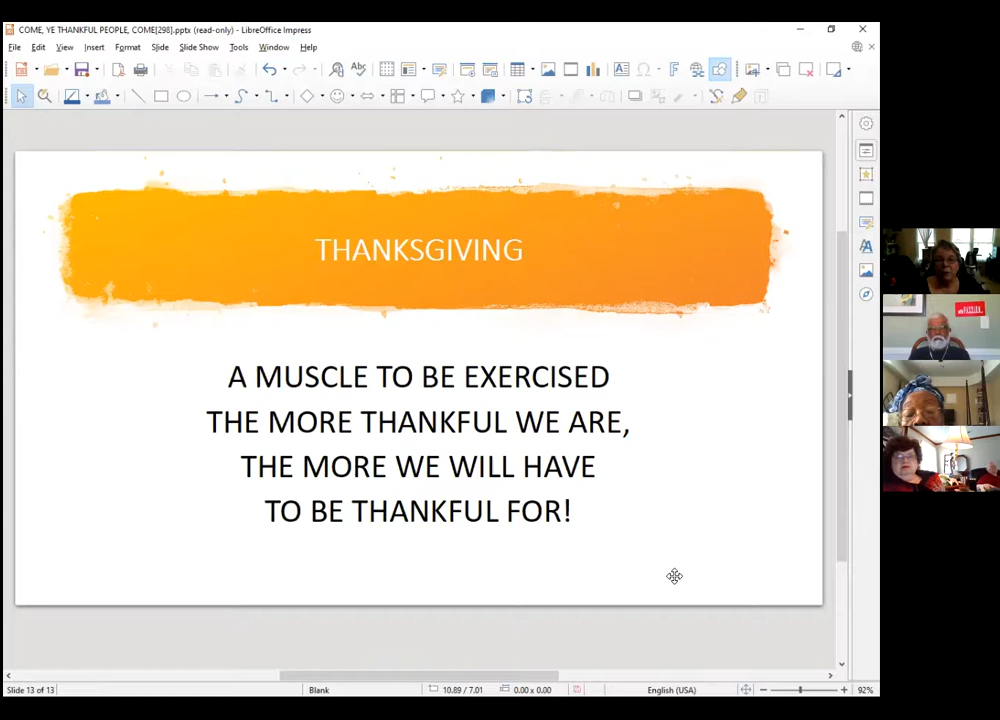 COME, YE THANKFUL PEOPLE, COME[298].pptx (read-only) - LibreOffice Impress
File Edit View Insert Format Slide Slide Show Tools Window Help
THANKSGIVING
A MUSCLE TO BE EXERCISED
THE MORE THANKFUL WE ARE,
THE MORE WE WILL HAVE
TO BE THANKFUL FOR!
Slide 13 of 13 Blank 10.89 / 7.01 0.00 x 0.00 English (USA) 92%